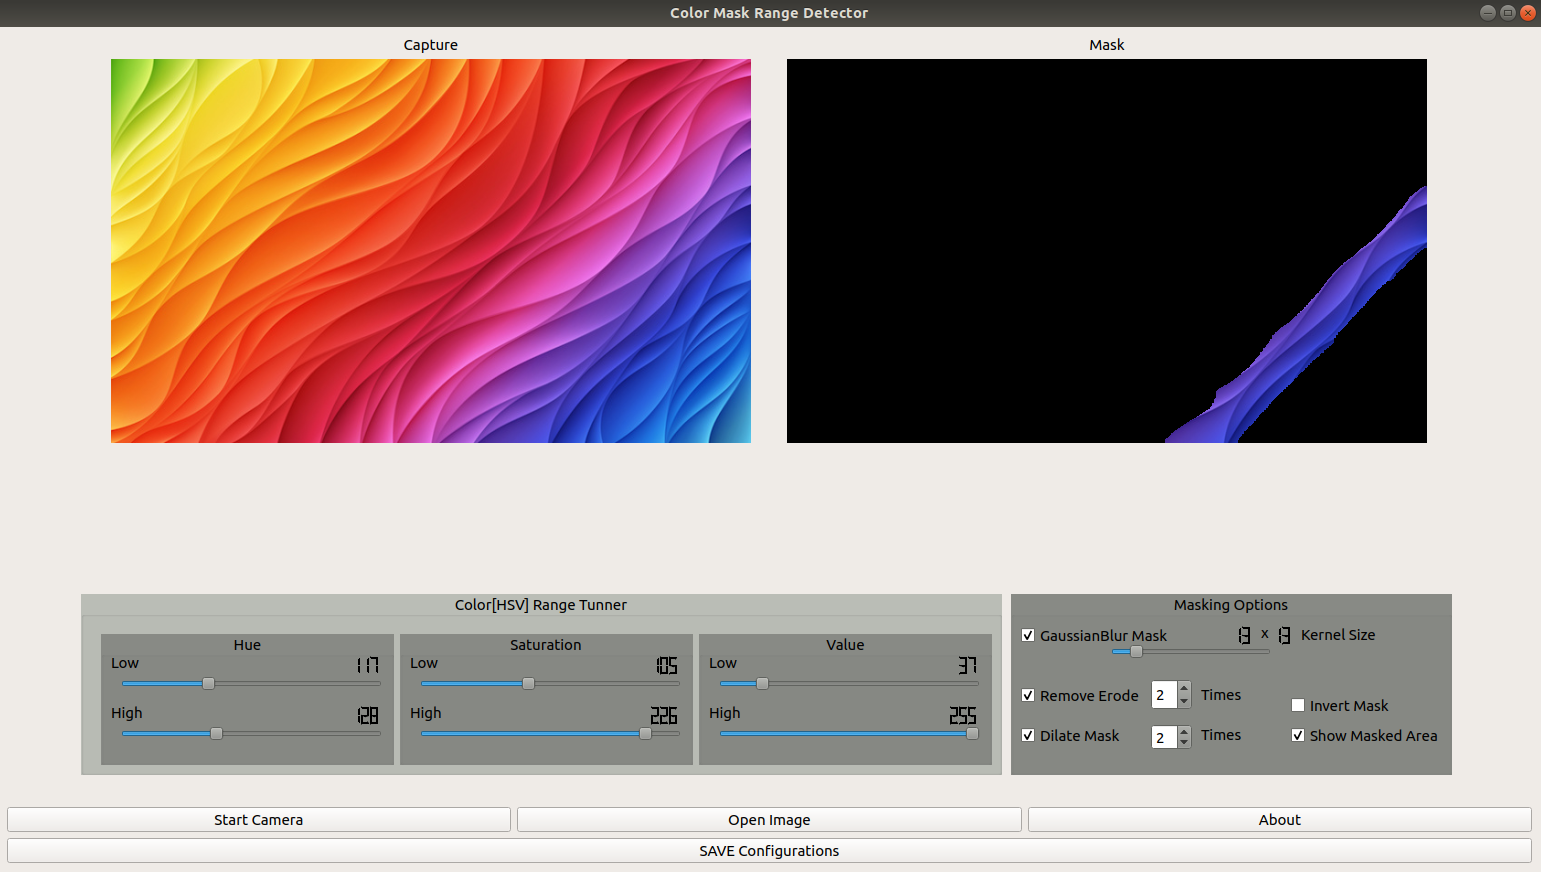 Color Mask Range Detector
Capture
Mask
Color[HSV] Range Tunner
Hue
Low 117
High 128
Saturation
Low 105
High 226
Value
Low 37
High 255
Masking Options
GaussianBlur Mask 13 x 13 Kernel Size
Remove Erode 2 Times
Invert Mask
Dilate Mask 2 Times
Show Masked Area
Start Camera
Open Image
About
SAVE Configurations